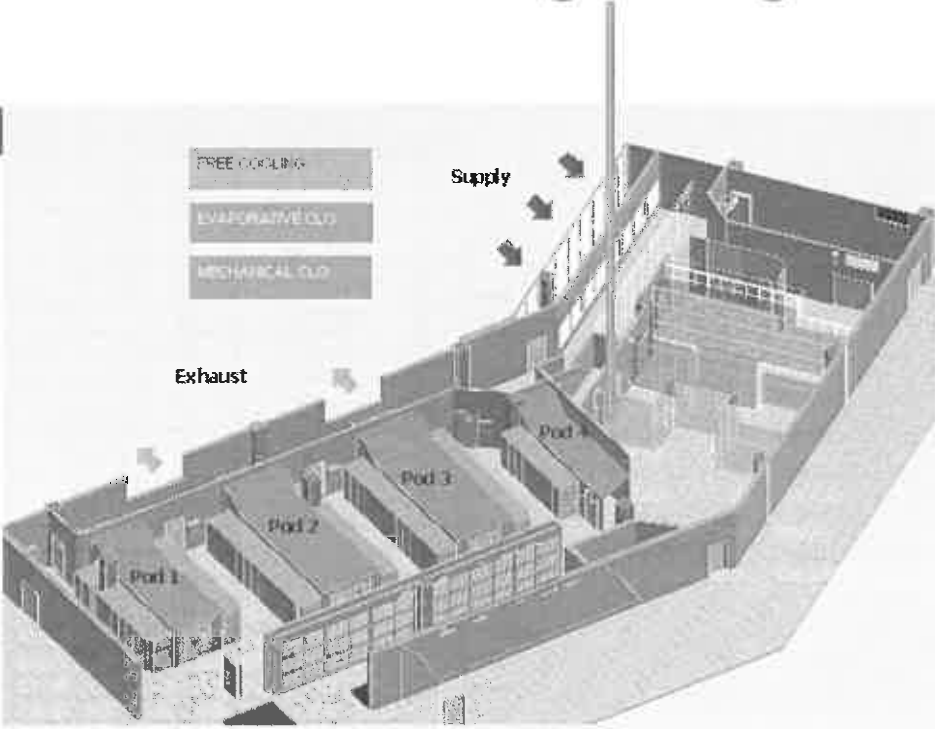 FREE COOLING
EVAPORATIVE CLG
MECHANICAL CLG
Supply
Exhaust
Pod 4
Pod 3
Pod 2
Pod 1